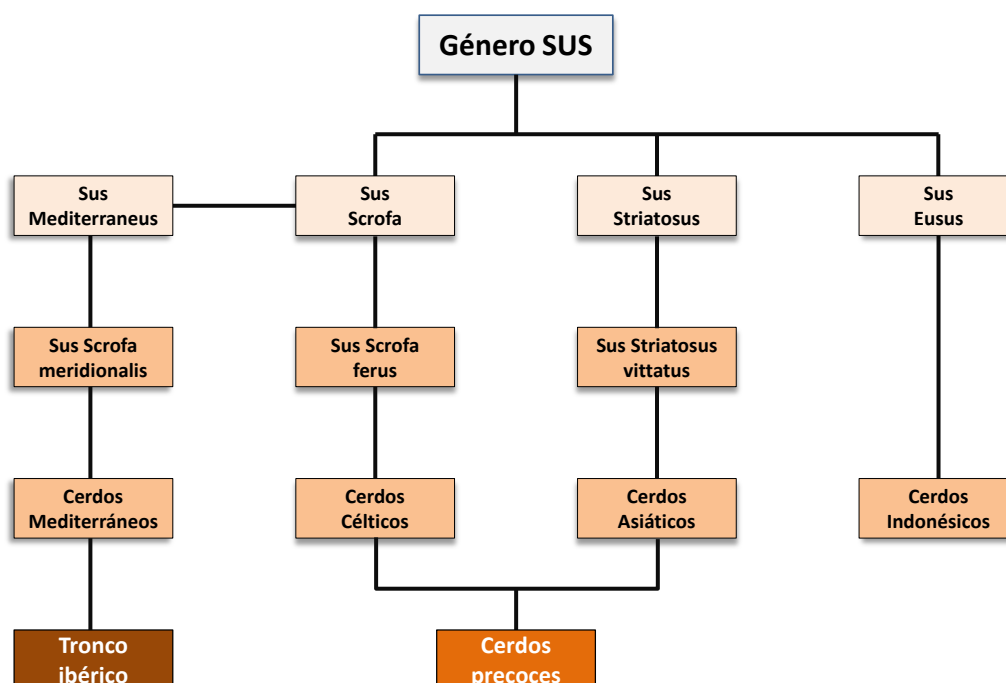 Género SUS
Sus
Mediterraneus
Sus
Scrofa
Sus
Striatosus
Sus
Eusus
Sus Scrofa
meridionalis
Sus Scrofa
ferus
Sus Striatosus
vittatus
Cerdos
Mediterráneos
Cerdos
Célticos
Cerdos
Asiáticos
Cerdos
Indonésicos
Tronco
ibérico
Cerdos
precoces